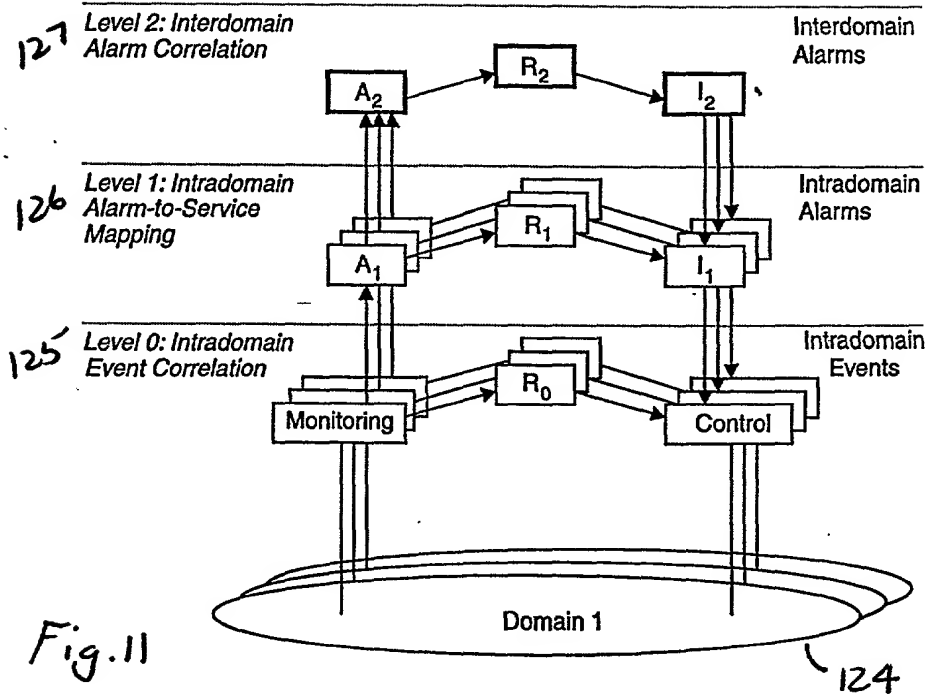 127
Level 2: Interdomain
Alarm Correlation
Interdomain
Alarms
A2
R2
I2
126
Level 1: Intradomain
Alarm-to-Service
Mapping
Intradomain
Alarms
A1
R1
I1
125
Level 0: Intradomain
Event Correlation
Intradomain
Events
Monitoring
R0
Control
Domain 1
Fig. 11
124